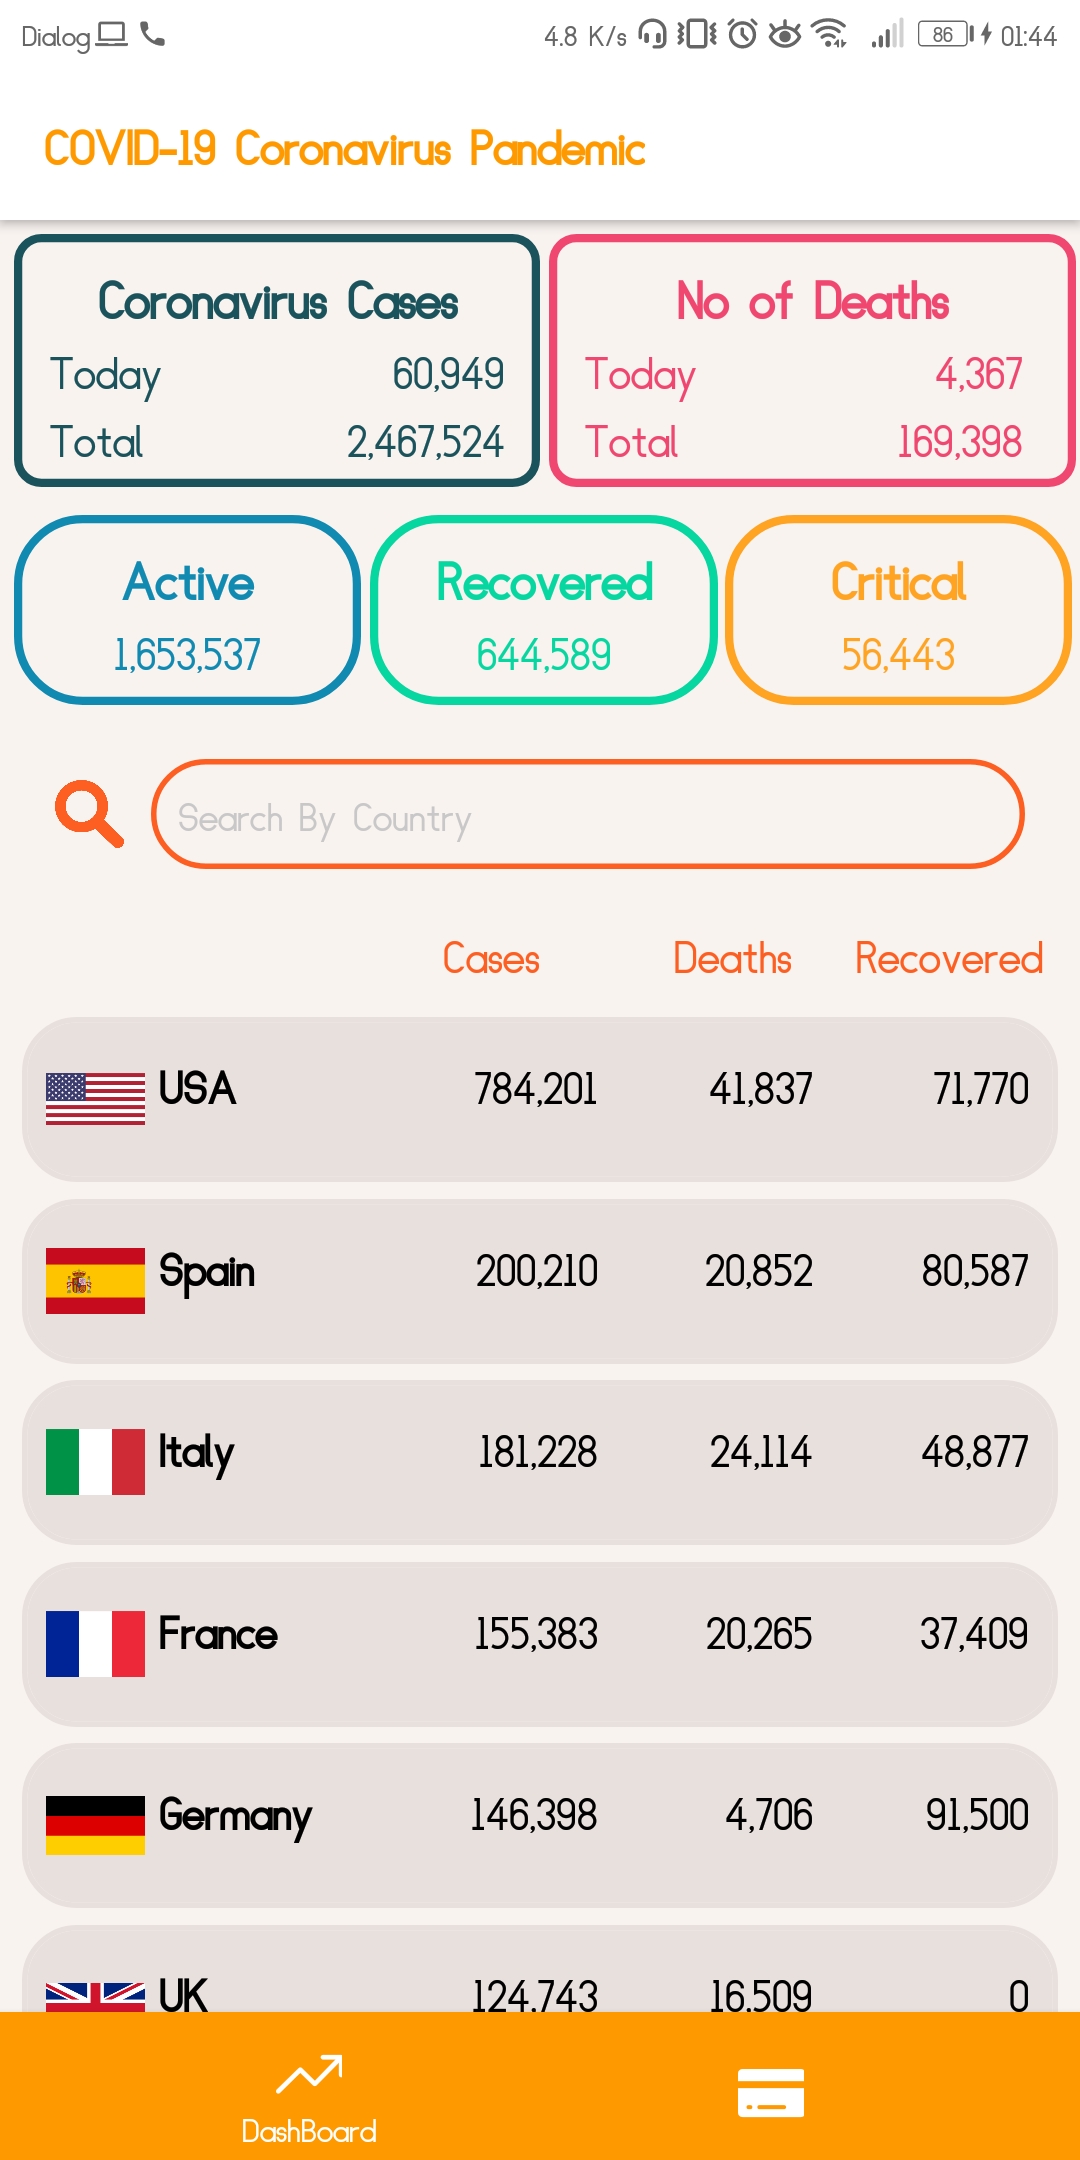 Dialog 4.8 K/s 86 01:44
COVID-19 Coronavirus Pandemic
Coronavirus Cases
Today 60,949
Total 2,467,524
No of Deaths
Today 4,367
Total 169,398
Active
1,653,537
Recovered
644,589
Critical
56,443
Search By Country
Cases Deaths Recovered
USA 784,201 41,837 71,770
Spain 200,210 20,852 80,587
Italy 181,228 24,114 48,877
France 155,383 20,265 37,409
Germany 146,398 4,706 91,500
UK 124,743 16,509 0
DashBoard